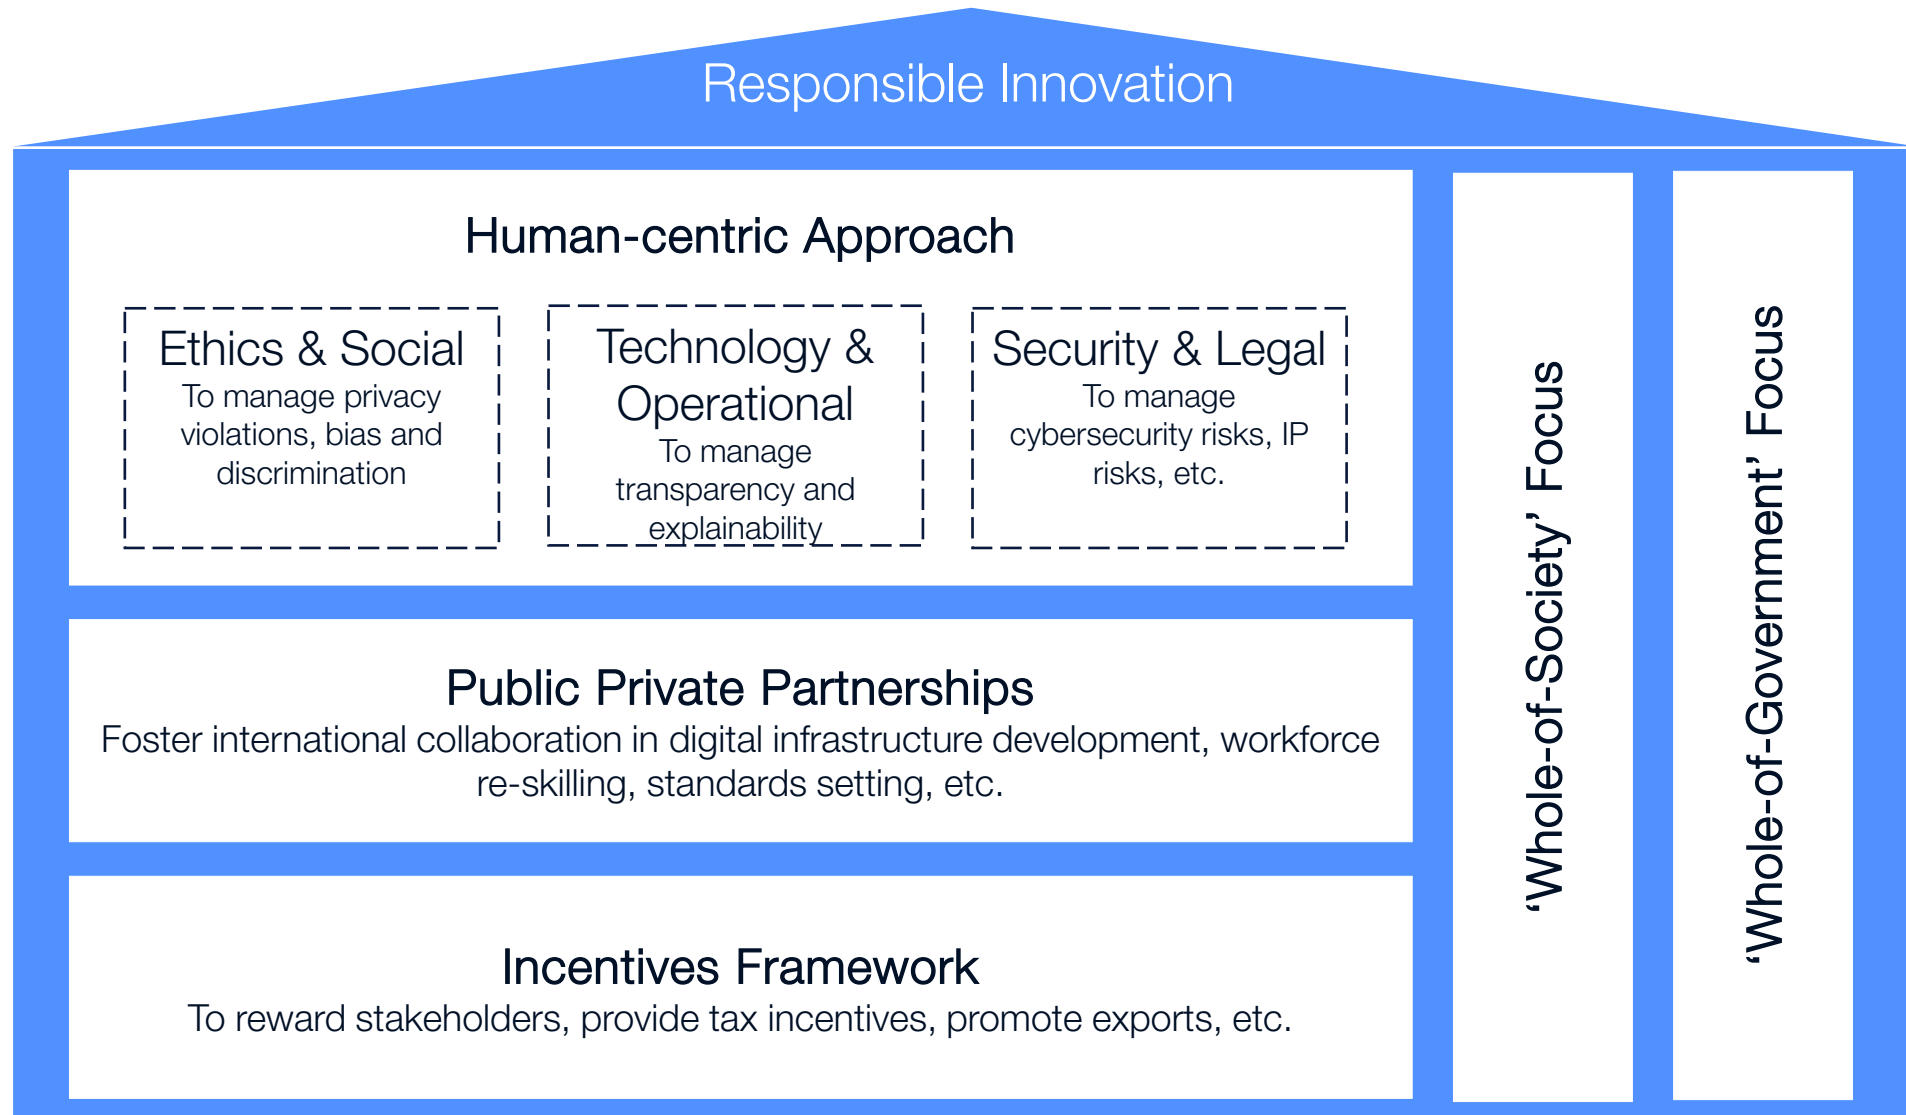 Responsible Innovation
Human-centric Approach
Ethics & Social
To manage privacy
violations, bias and
discrimination
Technology &
Operational
To manage
transparency and
explainability
Security & Legal
To manage
cybersecurity risks, IP
risks, etc.
Public Private Partnerships
Foster international collaboration in digital infrastructure development, workforce
re-skilling, standards setting, etc.
Incentives Framework
To reward stakeholders, provide tax incentives, promote exports, etc.
‘Whole-of-Society’ Focus
‘Whole-of-Government’ Focus